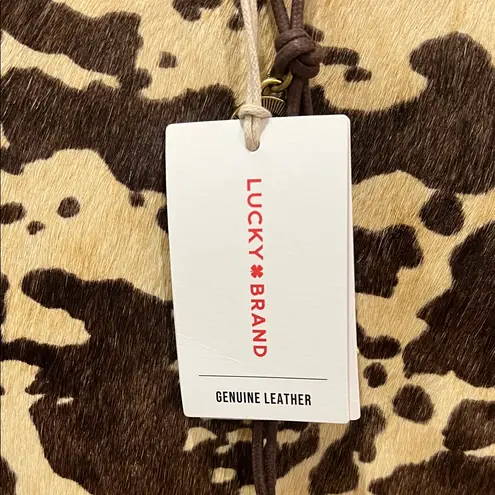 LUCKY BRAND
GENUINE LEATHER